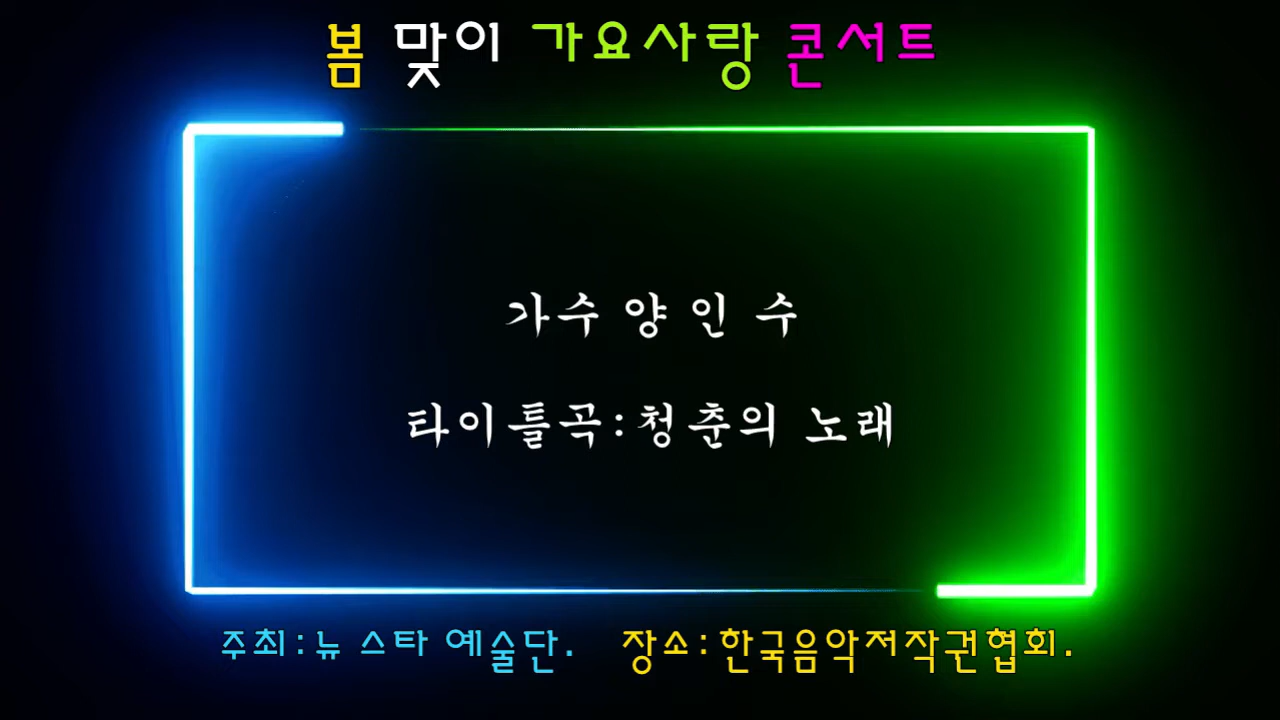 봄 맞이 가요사랑 콘서트
가수 양 인 수
타이틀곡:청춘의 노래
주최:뉴 스타 예술단. 장소:한국음악저작권협회.